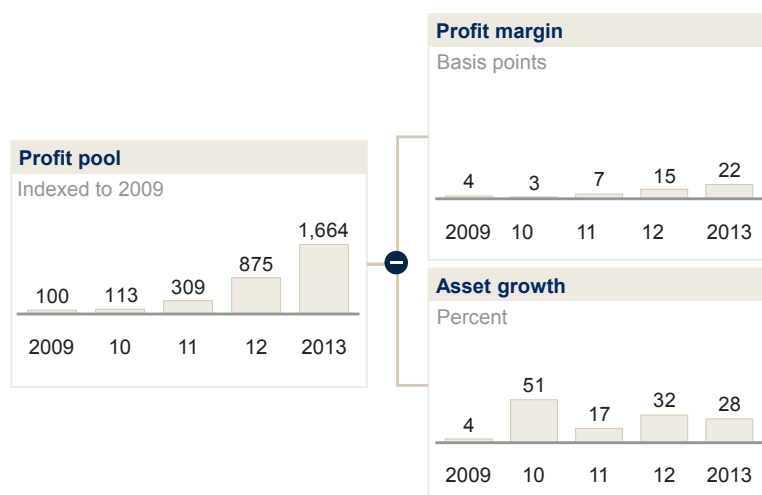 Profit pool
Indexed to 2009
100 113 309 875 1,664
2009 10 11 12 2013
Profit margin
Basis points
4 3 7 15 22
2009 10 11 12 2013
Asset growth
Percent
4 51 17 32 28
2009 10 11 12 2013